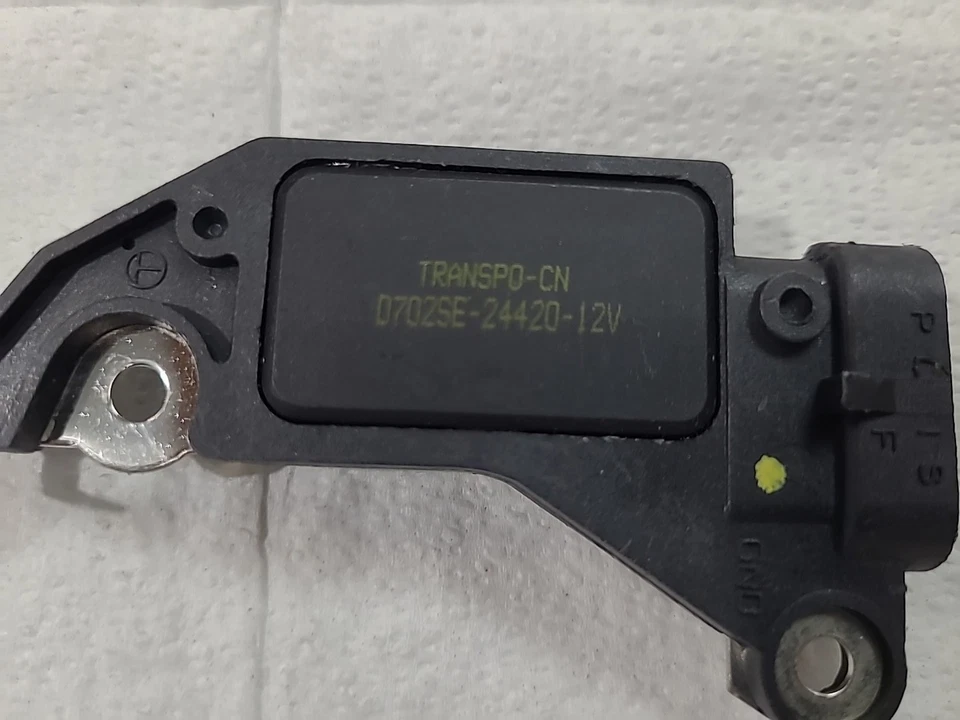 TRANSPO-CN
D702SE-24420-12V
P L I S
F
GND